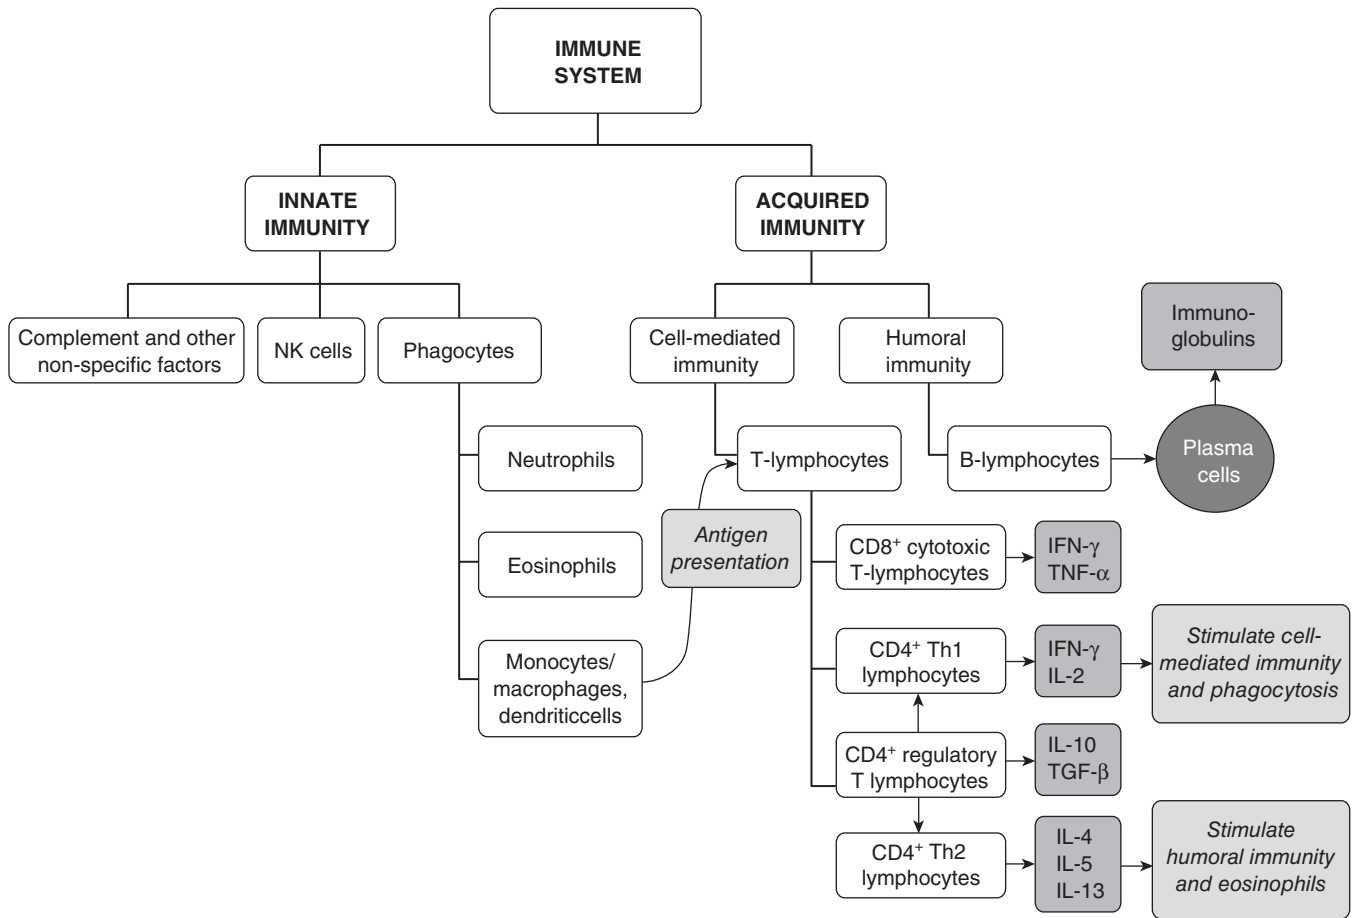 IMMUNE
SYSTEM
INNATE
IMMUNITY
ACQUIRED
IMMUNITY
Complement and other
non-specific factors
NK cells
Phagocytes
Cell-mediated
immunity
Humoral
immunity
Immuno-
globulins
Neutrophils
T-lymphocytes
B-lymphocytes
Plasma
cells
Antigen
presentation
Eosinophils
CD8⁺ cytotoxic
T-lymphocytes
IFN-γ
TNF-α
Monocytes/
macrophages,
dendriticcells
CD4⁺ Th1
lymphocytes
IFN-γ
IL-2
Stimulate cell-
mediated immunity
and phagocytosis
CD4⁺ regulatory
T lymphocytes
IL-10
TGF-β
CD4⁺ Th2
lymphocytes
IL-4
IL-5
IL-13
Stimulate
humoral immunity
and eosinophils